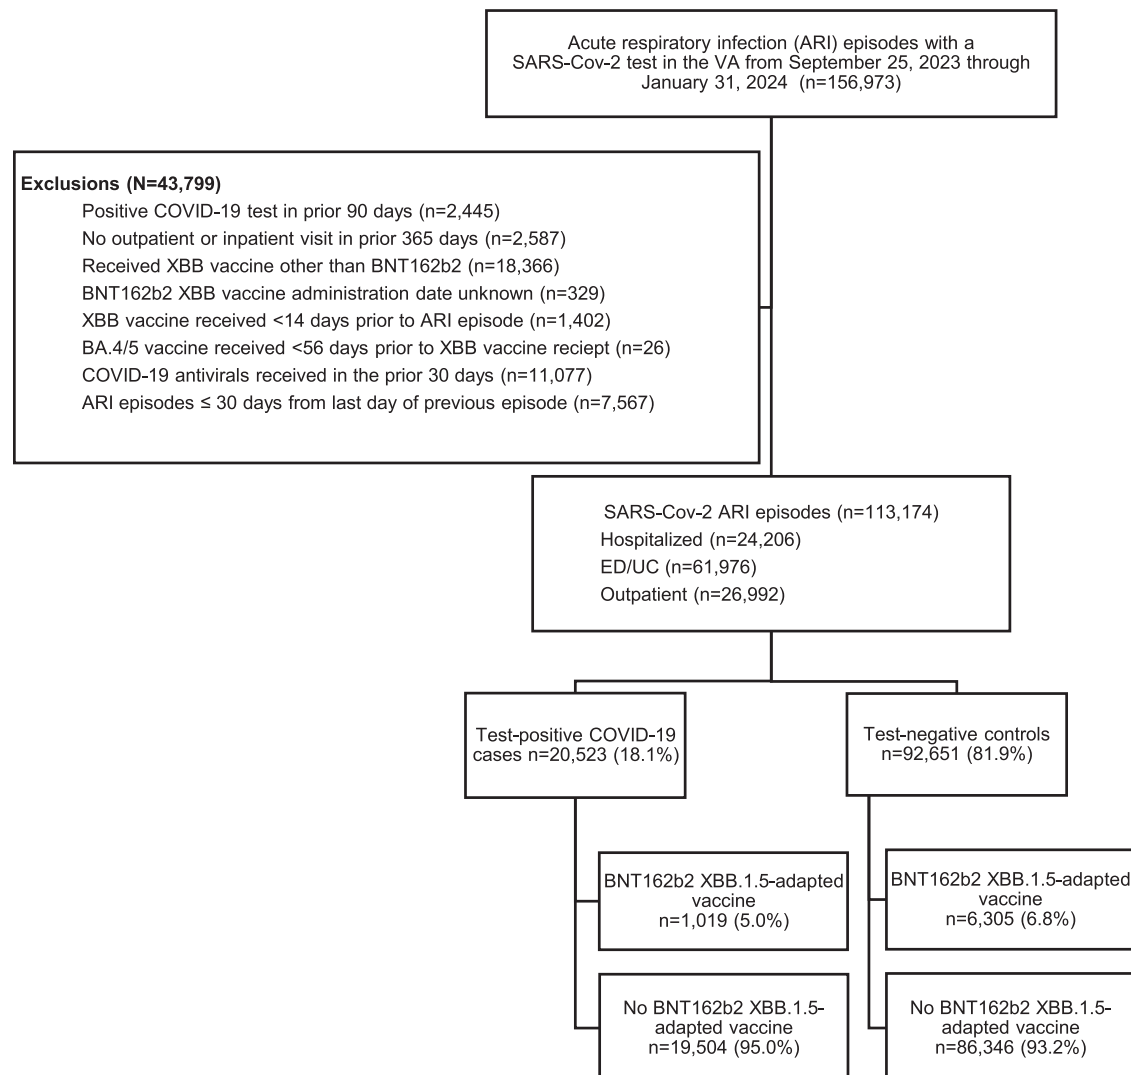 Acute respiratory infection (ARI) episodes with a
SARS-Cov-2 test in the VA from September 25, 2023 through
January 31, 2024 (n=156,973)
Exclusions (N=43,799)
Positive COVID-19 test in prior 90 days (n=2,445)
No outpatient or inpatient visit in prior 365 days (n=2,587)
Received XBB vaccine other than BNT162b2 (n=18,366)
BNT162b2 XBB vaccine administration date unknown (n=329)
XBB vaccine received <14 days prior to ARI episode (n=1,402)
BA.4/5 vaccine received <56 days prior to XBB vaccine reciept (n=26)
COVID-19 antivirals received in the prior 30 days (n=11,077)
ARI episodes ≤ 30 days from last day of previous episode (n=7,567)
SARS-Cov-2 ARI episodes (n=113,174)
Hospitalized (n=24,206)
ED/UC (n=61,976)
Outpatient (n=26,992)
Test-positive COVID-19
cases n=20,523 (18.1%)
Test-negative controls
n=92,651 (81.9%)
BNT162b2 XBB.1.5-adapted
vaccine
n=1,019 (5.0%)
BNT162b2 XBB.1.5-adapted
vaccine
n=6,305 (6.8%)
No BNT162b2 XBB.1.5-
adapted vaccine
n=19,504 (95.0%)
No BNT162b2 XBB.1.5-
adapted vaccine
n=86,346 (93.2%)